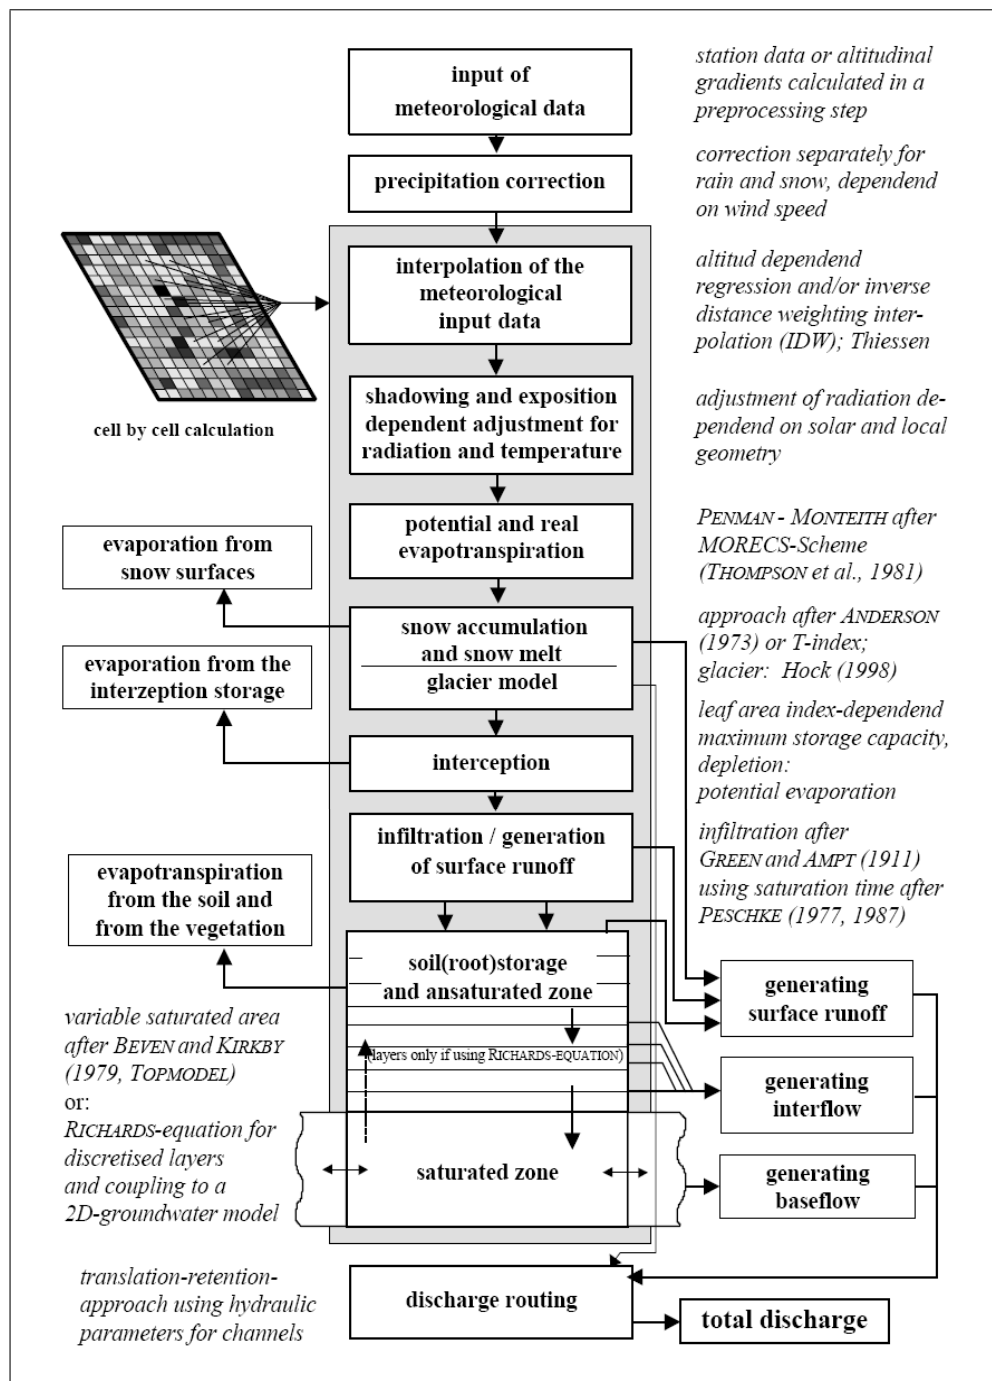 input of
meteorological data
station data or altitudinal
gradients calculated in a
preprocessing step
precipitation correction
correction separately for
rain and snow, dependend
on wind speed
cell by cell calculation
interpolation of the
meteorological
input data
altitud dependend
regression and/or inverse
distance weighting inter-
polation (IDW); Thiessen
shadowing and exposition
dependent adjustment for
radiation and temperature
adjustment of radiation de-
pendend on solar and local
geometry
potential and real
evapotranspiration
PENMAN - MONTEITH after
MORECS-Scheme
(THOMPSON et al., 1981)
evaporation from
snow surfaces
snow accumulation
and snow melt
glacier model
approach after ANDERSON
(1973) or T-index;
glacier: Hock (1998)
evaporation from the
interzeption storage
interception
leaf area index-dependend
maximum storage capacity,
depletion:
potential evaporation
infiltration / generation
of surface runoff
infiltration after
GREEN and AMPT (1911)
using saturation time after
PESCHKE (1977, 1987)
evapotranspiration
from the soil and
from the vegetation
soil(root)storage
and ansaturated zone
(layers only if using RICHARDS-EQUATION)
generating
surface runoff
variable saturated area
after BEVEN and KIRKBY
(1979, TOPMODEL)
or:
RICHARDS-equation for
discretised layers
and coupling to a
2D-groundwater model
generating
interflow
saturated zone
generating
baseflow
translation-retention-
approach using hydraulic
parameters for channels
discharge routing
total discharge